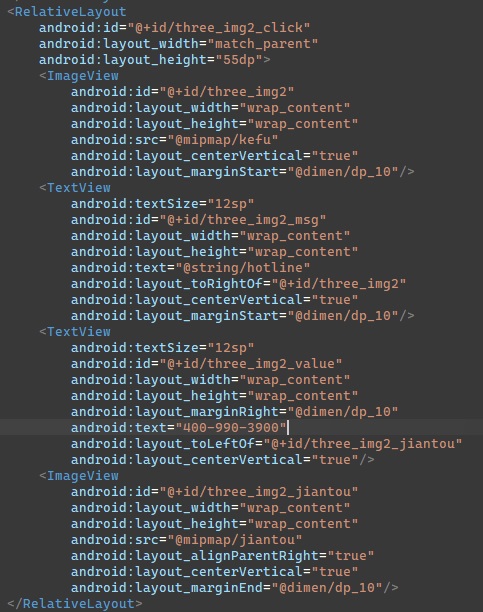 <RelativeLayout
android:id="@+id/three_img2_click"
android:layout_width="match_parent"
android:layout_height="55dp">
<ImageView
android:id="@+id/three_img2"
android:layout_width="wrap_content"
android:layout_height="wrap_content"
android:src="@mipmap/kefu"
android:layout_centerVertical="true"
android:layout_marginStart="@dimen/dp_10"/>
<TextView
android:textSize="12sp"
android:id="@+id/three_img2_msg"
android:layout_width="wrap_content"
android:layout_height="wrap_content"
android:text="@string/hotline"
android:layout_toRightOf="@+id/three_img2"
android:layout_centerVertical="true"
android:layout_marginStart="@dimen/dp_10"/>
<TextView
android:textSize="12sp"
android:id="@+id/three_img2_value"
android:layout_width="wrap_content"
android:layout_height="wrap_content"
android:layout_marginRight="@dimen/dp_10"
android:text="400-990-3900"
android:layout_toLeftOf="@+id/three_img2_jiantou"
android:layout_centerVertical="true"/>
<ImageView
android:id="@+id/three_img2_jiantou"
android:layout_width="wrap_content"
android:layout_height="wrap_content"
android:src="@mipmap/jiantou"
android:layout_alignParentRight="true"
android:layout_centerVertical="true"
android:layout_marginEnd="@dimen/dp_10"/>
</RelativeLayout>